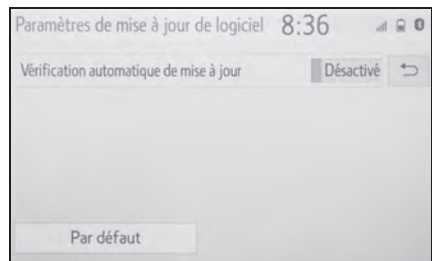 Paramètres de mise à jour de logiciel 8:36
Vérification automatique de mise à jour Désactivé
Par défaut